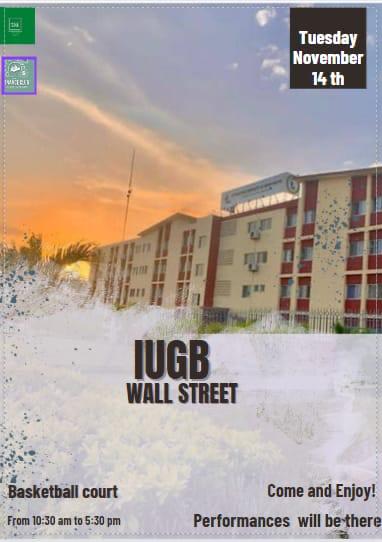 Tuesday
November
14 th
IUGB
WALL STREET
Basketball court
Come and Enjoy!
From 10:30 am to 5:30 pm
Performances will be there